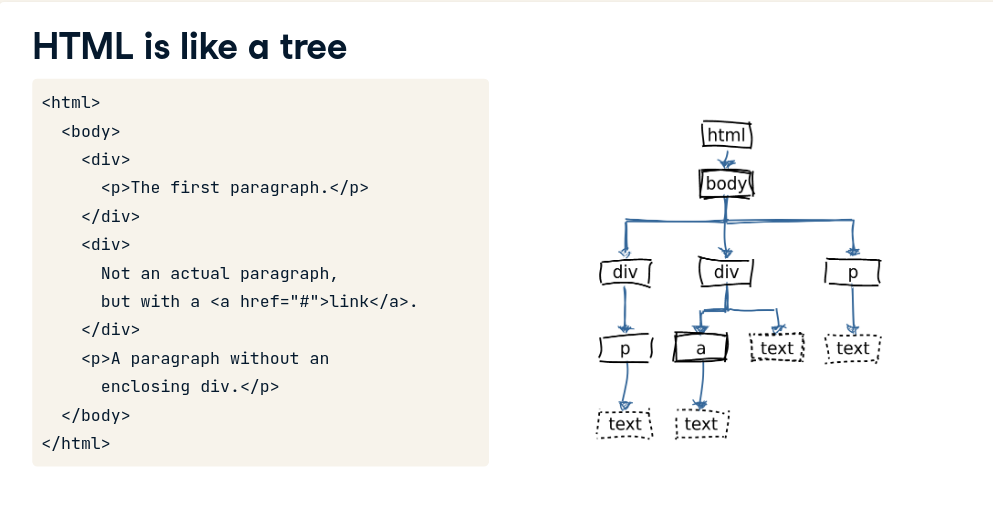 HTML is like a tree
<html>
<body>
<div>
<p>The first paragraph.</p>
</div>
<div>
Not an actual paragraph,
but with a <a href="#">link</a>.
</div>
<p>A paragraph without an
enclosing div.</p>
</body>
</html>
html
body
div div p
p a text text
text text